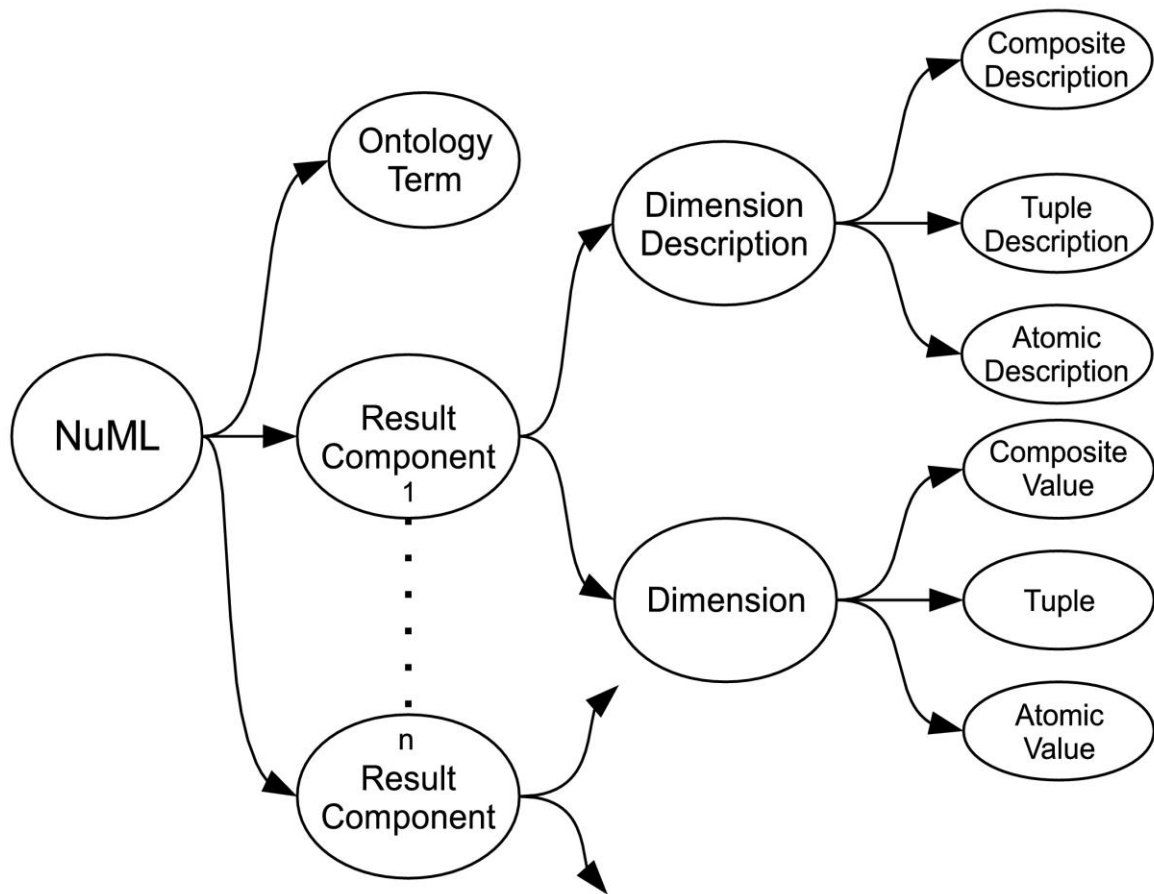 Composite
Description
Ontology
Term
Dimension
Description
Tuple
Description
Atomic
Description
NuML
Result
Component
1
Composite
Value
Dimension
Tuple
Atomic
Value
n
Result
Component